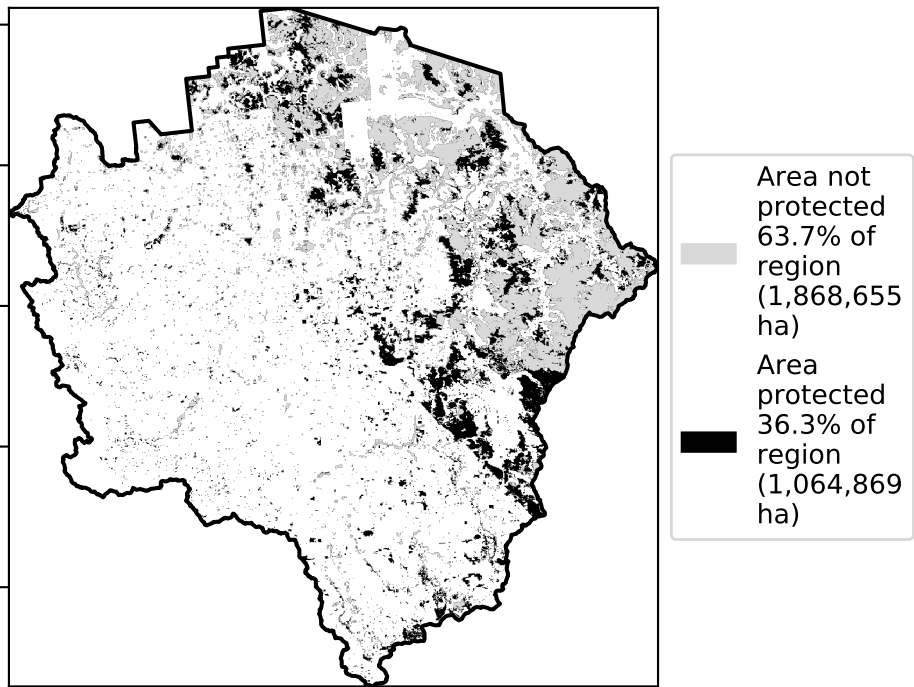 Area not
protected
63.7% of
region
(1,868,655
ha)
Area
protected
36.3% of
region
(1,064,869
ha)